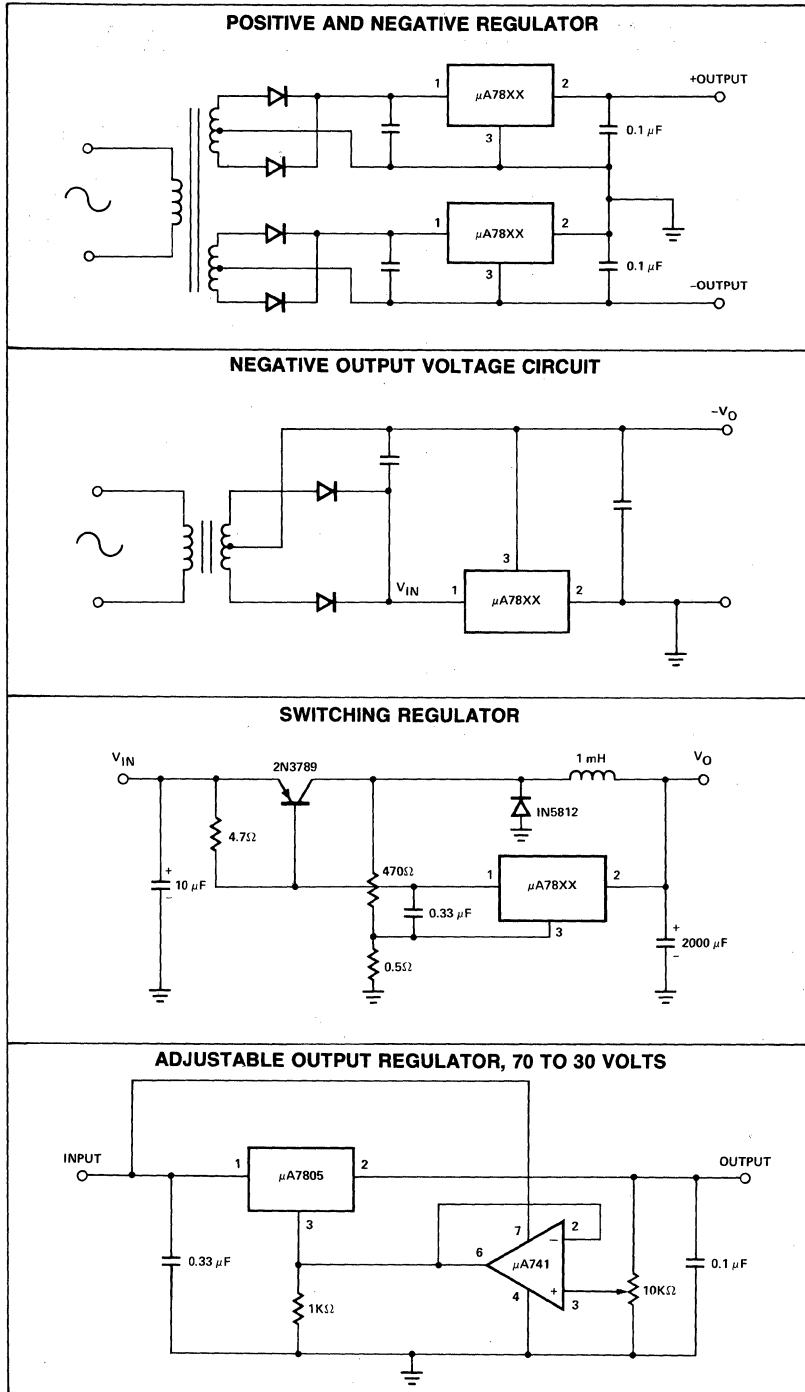 POSITIVE AND NEGATIVE REGULATOR
1 µA78XX 2 +OUTPUT
3 0.1 µF
1 µA78XX 2
3 0.1 µF
-OUTPUT
NEGATIVE OUTPUT VOLTAGE CIRCUIT
-VO
3
VIN 1 µA78XX 2
SWITCHING REGULATOR
VIN 2N3789 1 mH VO
IN5812
4.7Ω
470Ω 1 µA78XX 2
+ 10 µF -
0.33 µF
3
+ 2000 µF -
0.5Ω
ADJUSTABLE OUTPUT REGULATOR, 70 TO 30 VOLTS
INPUT 1 µA7805 2 OUTPUT
3 7 2
0.33 µF 6 µA741 - 0.1 µF
1KΩ 4 + 3 10KΩ